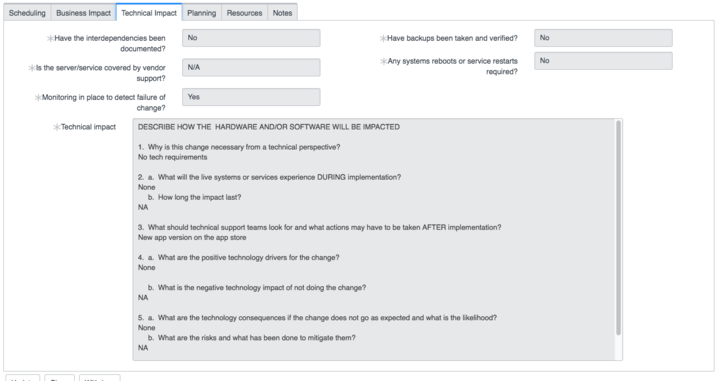 Scheduling Business Impact Technical Impact Planning Resources Notes
Have the interdependencies been documented? No
Have backups been taken and verified? No
Is the server/service covered by vendor support? N/A
Any systems reboots or service restarts required? No
Monitoring in place to detect failure of change? Yes
Technical impact
DESCRIBE HOW THE HARDWARE AND/OR SOFTWARE WILL BE IMPACTED
1. Why is this change necessary from a technical perspective?
No tech requirements
2. a. What will the live systems or services experience DURING implementation?
None
b. How long the impact last?
NA
3. What should technical support teams look for and what actions may have to be taken AFTER implementation?
New app version on the app store
4. a. What are the positive technology drivers for the change?
None
b. What is the negative technology impact of not doing the change?
NA
5. a. What are the technology consequences if the change does not go as expected and what is the likelihood?
None
b. What are the risks and what has been done to mitigate them?
NA